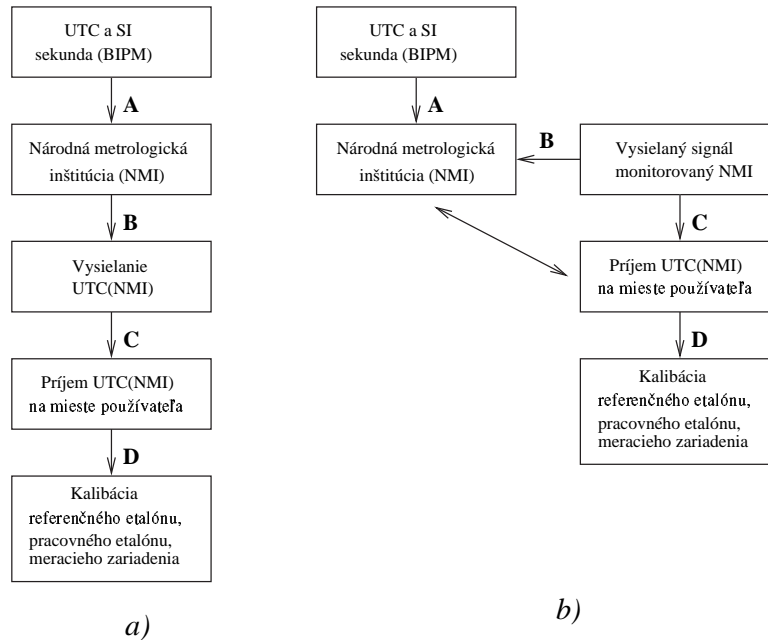 UTC a SI
sekunda (BIPM)
A
Národná metrologická
inštitúcia (NMI)
B
Vysielanie
UTC(NMI)
C
Príjem UTC(NMI)
na mieste používateľa
D
Kalibácia
referenčného etalónu,
pracovného etalónu,
meracieho zariadenia
a)
UTC a SI
sekunda (BIPM)
A
Národná metrologická
inštitúcia (NMI)
B
Vysielaný signál
monitorovaný NMI
C
Príjem UTC(NMI)
na mieste používateľa
D
Kalibácia
referenčného etalónu,
pracovného etalónu,
meracieho zariadenia
b)